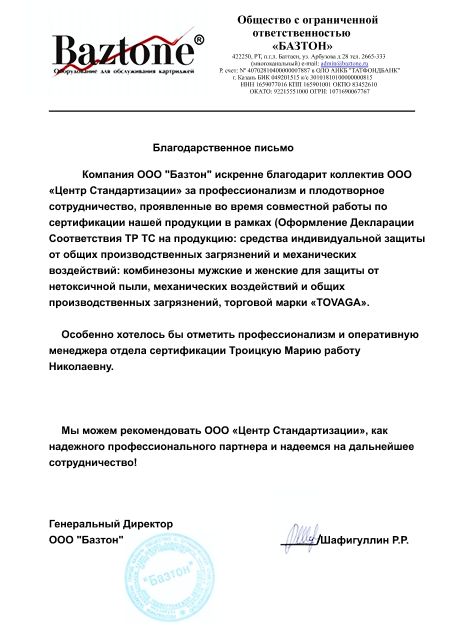 Baztone®
Оборудование для обслуживания картриджей
Общество с ограниченной
ответственностью
«БАЗТОН»
422250, РТ, п.г.л. Балтаси, ул. Арбузова д.28 тел. 2665-333
(многоканальный) e-mail: admin@baztone.ru
Р. счет: N° 40702810400000007887 в ОАО АИКБ "ТАТФОНДБАНК"
г. Казань БИК 049201515 к/с 30101810100000000815
ИНН 1659077016 КПП 165901001 ОКПО 83452610
ОКАТО: 92215551000 ОГРН: 1071690067767
Благодарственное письмо
Компания ООО "Базтон" искренне благодарит коллектив ООО
«Центр Стандартизации» за профессионализм и плодотворное
сотрудничество, проявленные во время совместной работы по
сертификации нашей продукции в рамках (Оформление Декларации
Соответствия ТР ТС на продукцию: средства индивидуальной защиты
от общих производственных загрязнений и механических
воздействий: комбинезоны мужские и женские для защиты от
нетоксичной пыли, механических воздействий и общих
производственных загрязнений, торговой марки «TOVAGA».
Особенно хотелось бы отметить профессионализм и оперативную
менеджера отдела сертификации Троицкую Марию работу
Николаевну.
Мы можем рекомендовать ООО «Центр Стандартизации», как
надежного профессионального партнера и надеемся на дальнейшее
сотрудничество!
Генеральный Директор
ООО "Базтон"
/Шафигуллин Р.Р.
"Базтон"